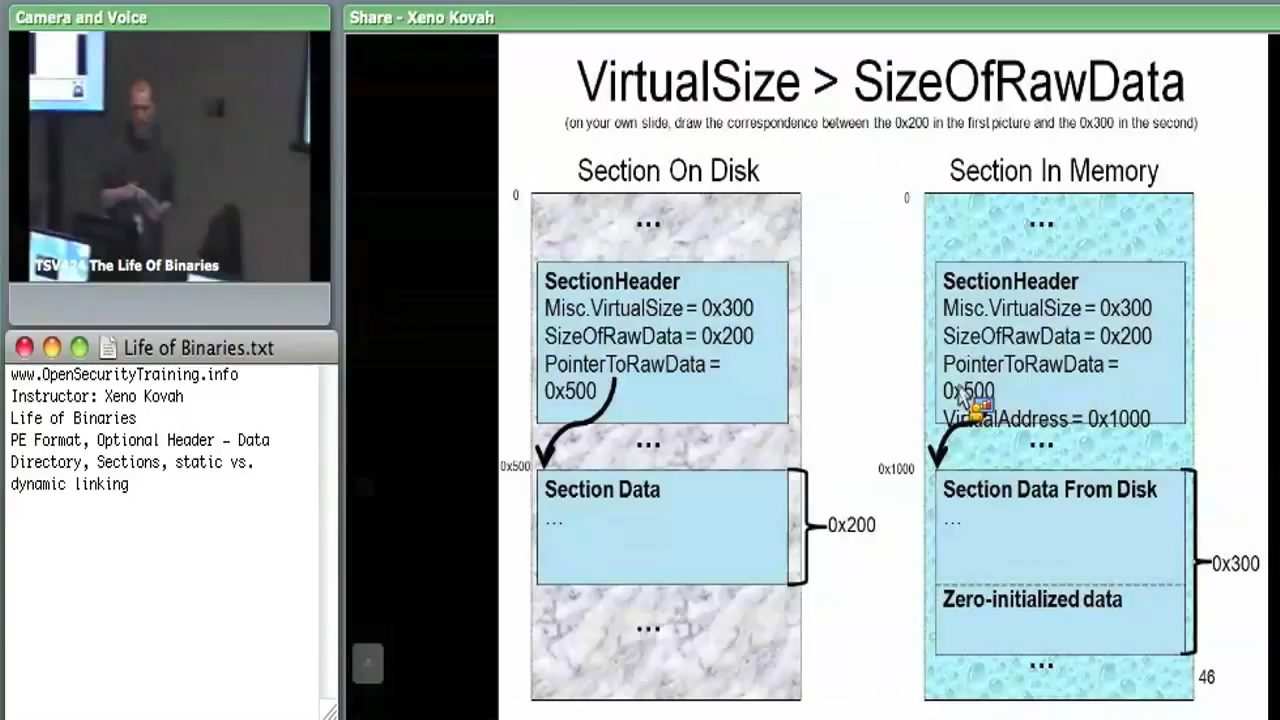 Camera and Voice
TSV424 The Life Of Binaries
Life of Binaries.txt
www.OpenSecurityTraining.info
Instructor: Xeno Kovah
Life of Binaries
PE Format, Optional Header – Data
Directory, Sections, static vs.
dynamic linking
Share - Xeno Kovah
VirtualSize > SizeOfRawData
(on your own slide, draw the correspondence between the 0x200 in the first picture and the 0x300 in the second)
Section On Disk
0
...
SectionHeader
Misc.VirtualSize = 0x300
SizeOfRawData = 0x200
PointerToRawData =
0x500
...
0x500
Section Data
...
0x200
...
Section In Memory
0
...
SectionHeader
Misc.VirtualSize = 0x300
SizeOfRawData = 0x200
PointerToRawData =
0x500
VirtualAddress = 0x1000
...
0x1000
Section Data From Disk
...
0x300
Zero-initialized data
...
46